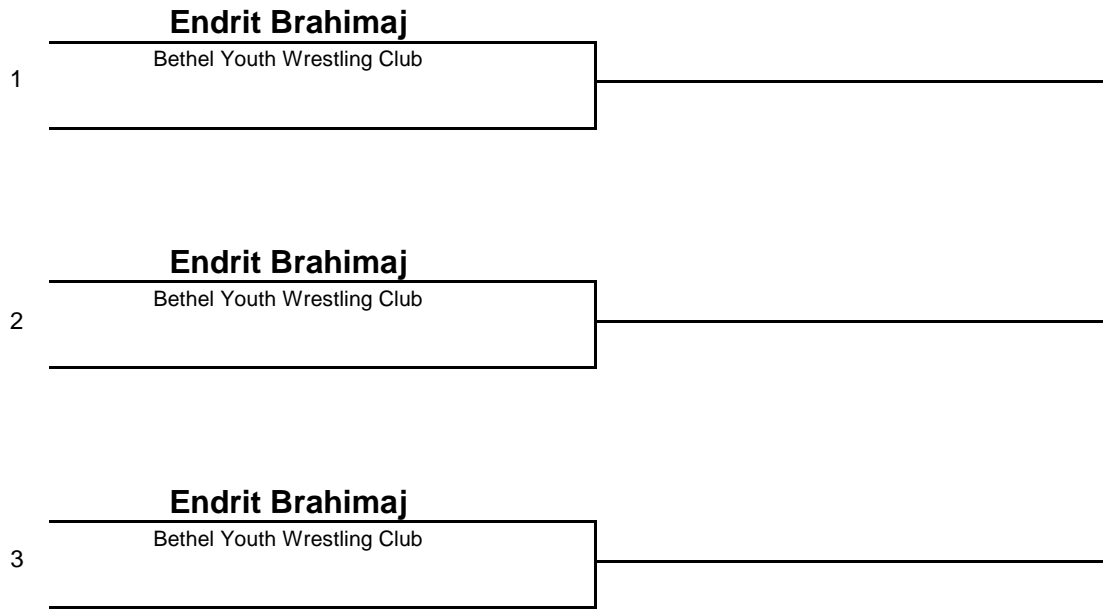 Endrit Brahimaj
Bethel Youth Wrestling Club
1
Endrit Brahimaj
Bethel Youth Wrestling Club
2
Endrit Brahimaj
Bethel Youth Wrestling Club
3